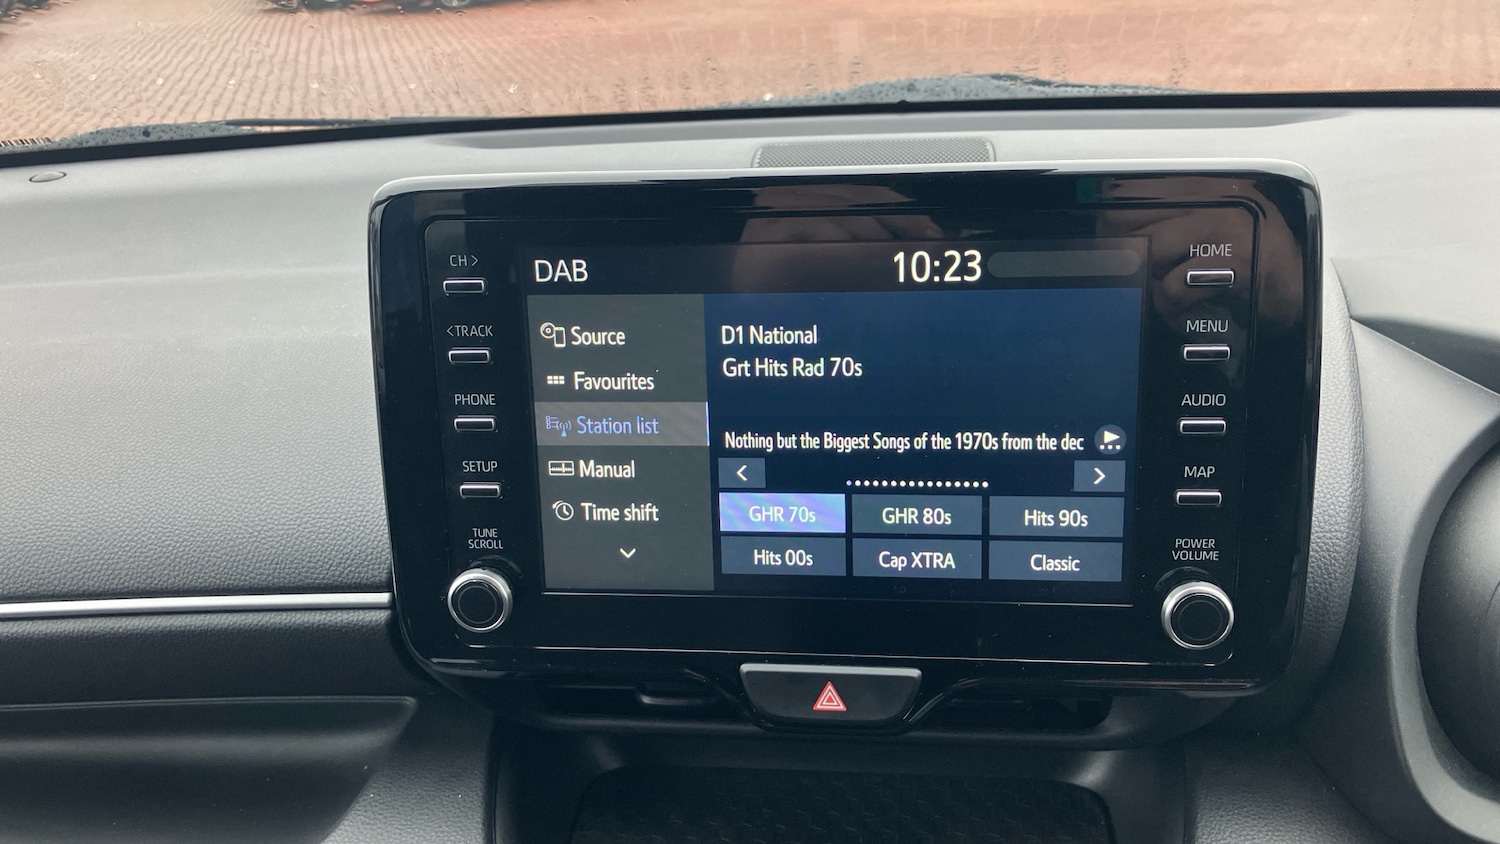 CH >
< TRACK
PHONE
SETUP
TUNE
SCROLL
DAB
10:23
Source
Favourites
Station list
Manual
Time shift
D1 National
Grt Hits Rad 70s
Nothing but the Biggest Songs of the 1970s from the dec
<
>
GHR 70s
GHR 80s
Hits 90s
Hits 00s
Cap XTRA
Classic
HOME
MENU
AUDIO
MAP
POWER
VOLUME